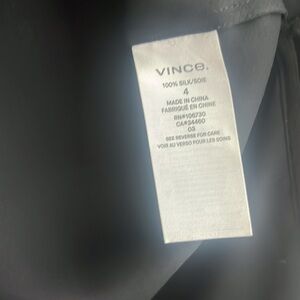 VINCE.
100% SILK/SOIE
4
MADE IN CHINA
FABRIQUÉ EN CHINE
RN#106730
CA#34460
03
SEE REVERSE FOR CARE
VOIR AU VERSO POUR LES SOINS